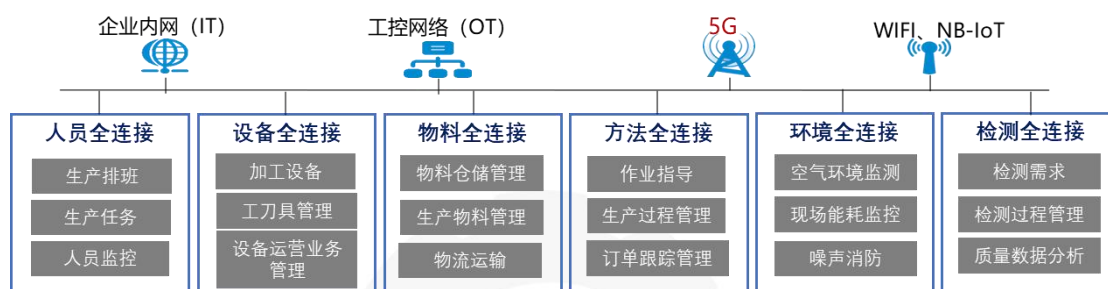 企业内网（IT）
工控网络（OT）
5G
WIFI、NB-IoT
人员全连接
生产排班
生产任务
人员监控
设备全连接
加工设备
工刀具管理
设备运营业务
管理
物料全连接
物料仓储管理
生产物料管理
物流运输
方法全连接
作业指导
生产过程管理
订单跟踪管理
环境全连接
空气环境监测
现场能耗监控
噪声消防
检测全连接
检测需求
检测过程管理
质量数据分析